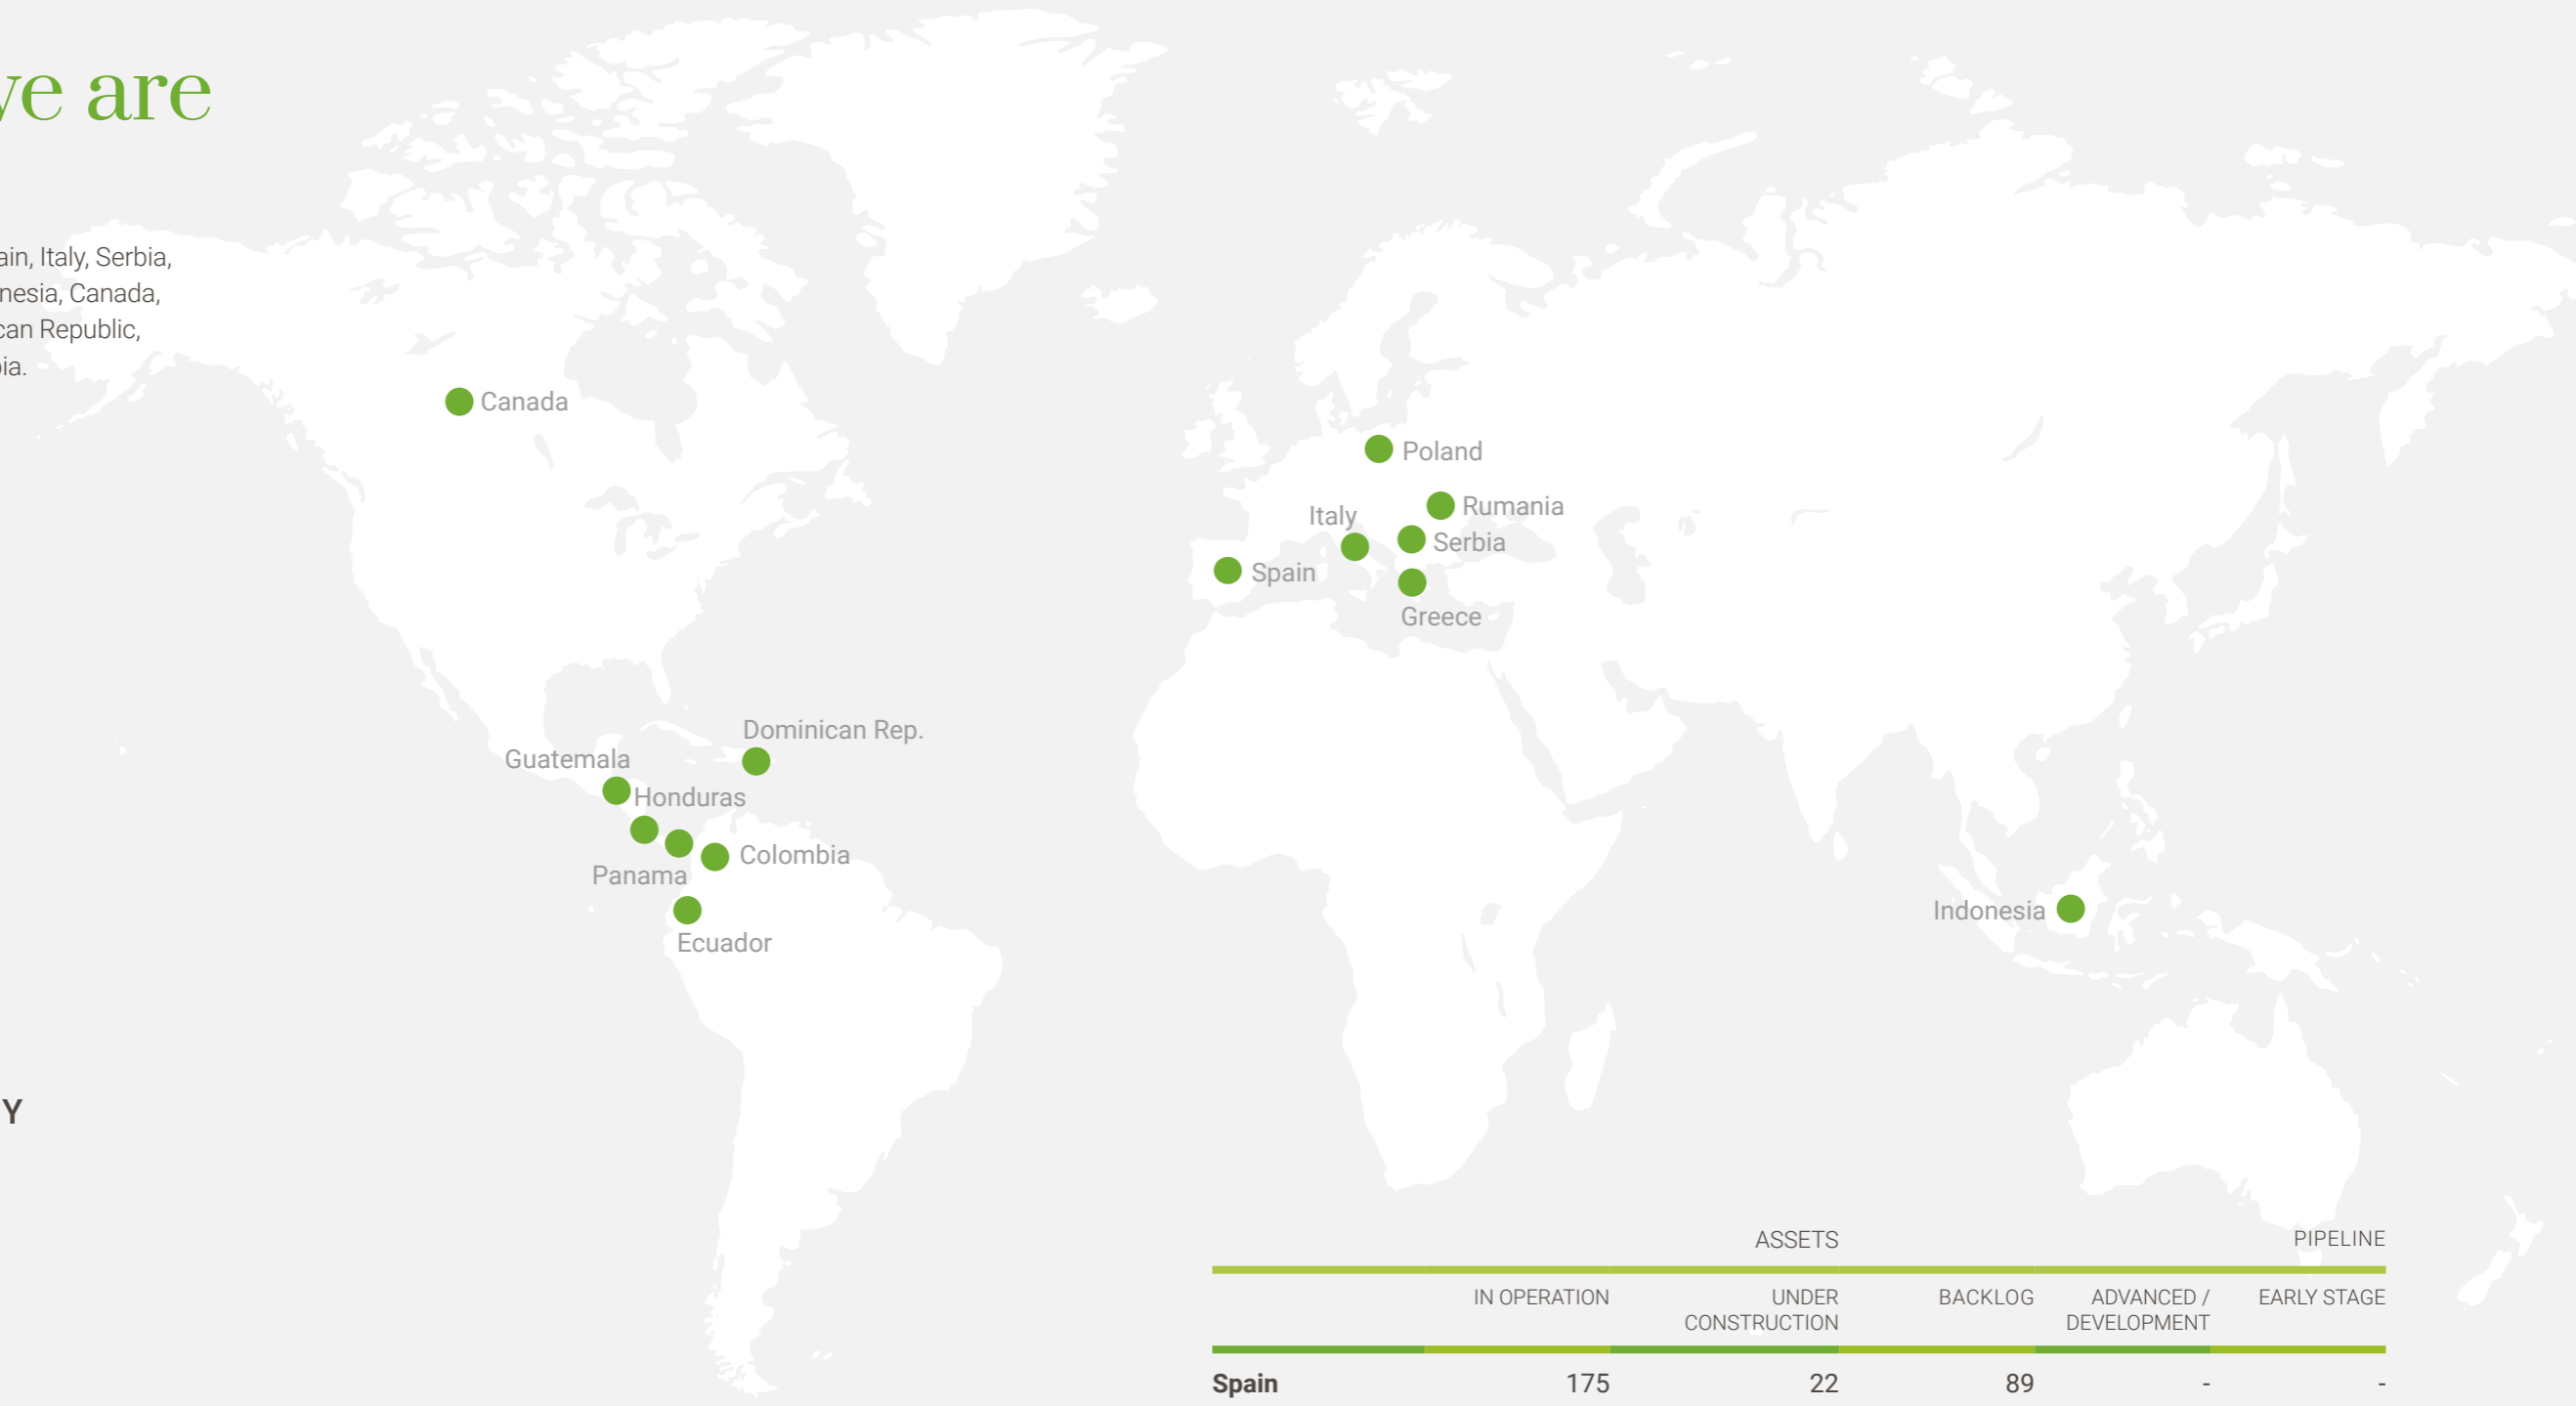 ve are
ain, Italy, Serbia,
nesia, Canada,
can Republic,
bia.
Canada
Poland
Rumania
Italy
Serbia
Spain
Greece
Dominican Rep.
Guatemala
Honduras
Colombia
Panama
Indonesia
Ecuador
Y
ASSETS PIPELINE
IN OPERATION UNDER BACKLOG ADVANCED / EARLY STAGE
CONSTRUCTION DEVELOPMENT
Spain 175 22 89 - -